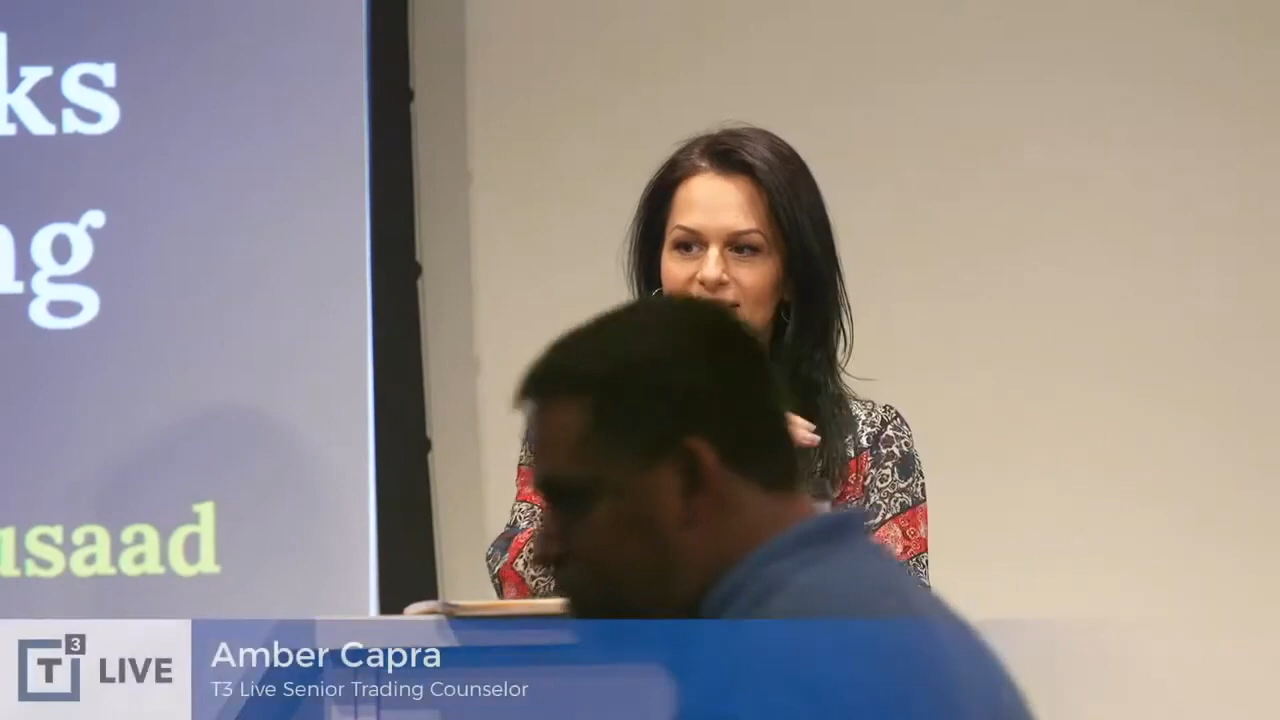 ks
ng
usaad
T3 LIVE
Amber Capra
T3 Live Senior Trading Counselor